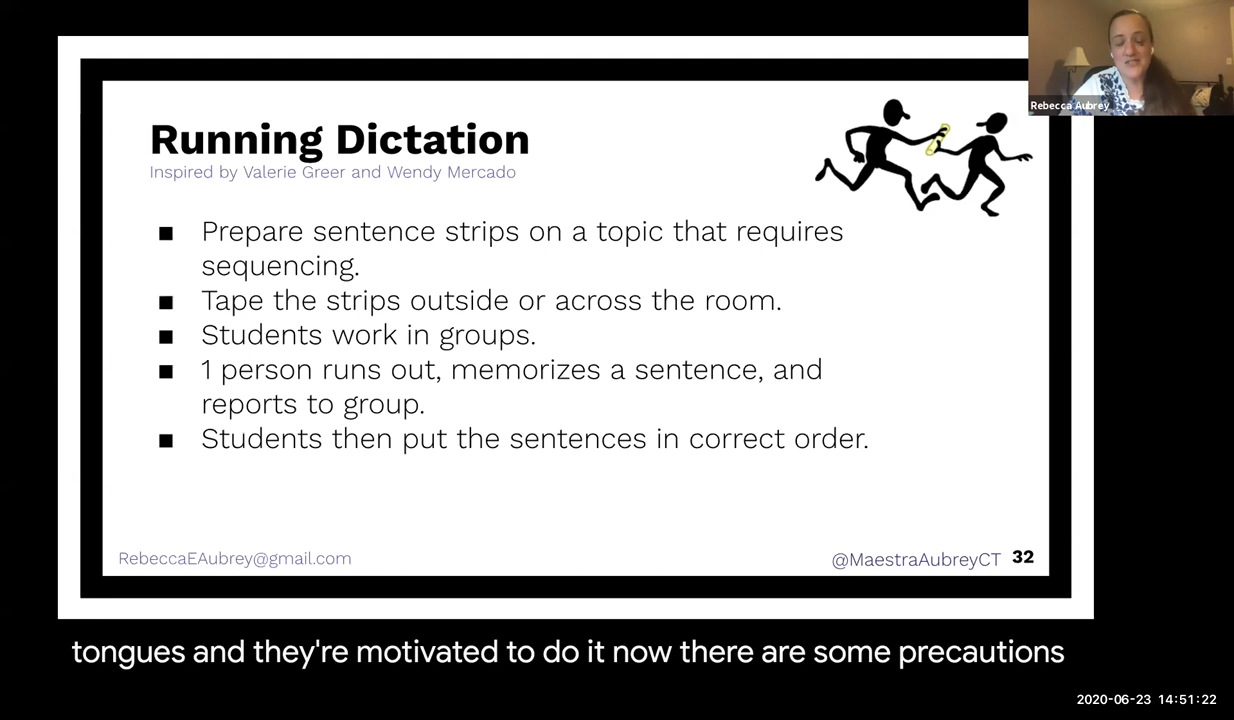 Rebecca Aubrey
Running Dictation
Inspired by Valerie Greer and Wendy Mercado
■ Prepare sentence strips on a topic that requires
sequencing.
■ Tape the strips outside or across the room.
■ Students work in groups.
■ 1 person runs out, memorizes a sentence, and
reports to group.
■ Students then put the sentences in correct order.
RebeccaEAubrey@gmail.com
@MaestraAubreyCT 32
tongues and they're motivated to do it now there are some precautions
2020-06-23 14:51:22